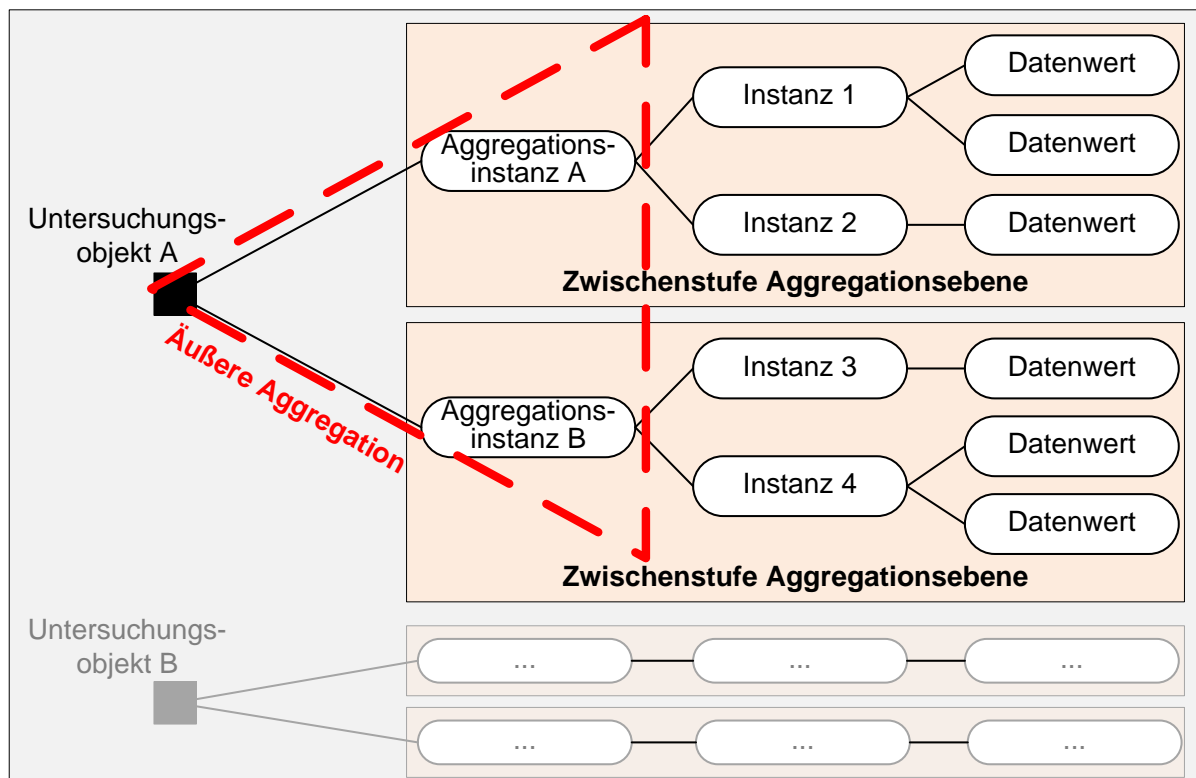 Untersuchungs-
objekt A
Äußere Aggregation
Aggregations-
instanz A
Instanz 1
Datenwert
Datenwert
Instanz 2
Datenwert
Zwischenstufe Aggregationsebene
Aggregations-
instanz B
Instanz 3
Datenwert
Instanz 4
Datenwert
Datenwert
Zwischenstufe Aggregationsebene
Untersuchungs-
objekt B
... ... ...
... ... ...